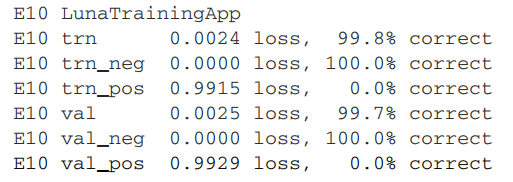 E10 LunaTrainingApp
E10 trn      0.0024 loss,  99.8% correct
E10 trn_neg  0.0000 loss, 100.0% correct
E10 trn_pos  0.9915 loss,   0.0% correct
E10 val      0.0025 loss,  99.7% correct
E10 val_neg  0.0000 loss, 100.0% correct
E10 val_pos  0.9929 loss,   0.0% correct